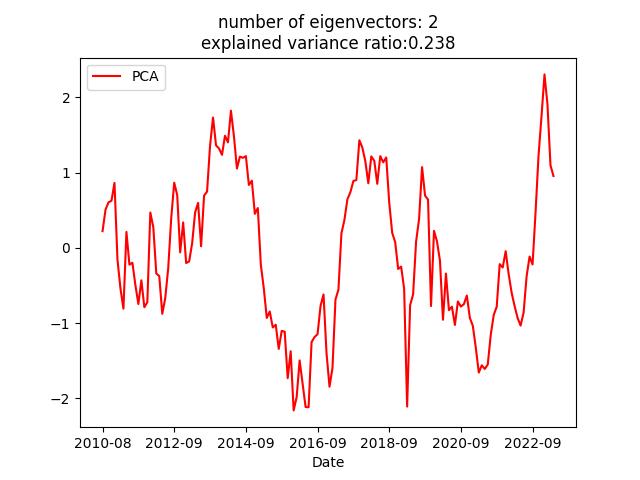 number of eigenvectors: 2
explained variance ratio:0.238
PCA
2
1
0
−1
−2
2010-08 2012-09 2014-09 2016-09 2018-09 2020-09 2022-09
Date